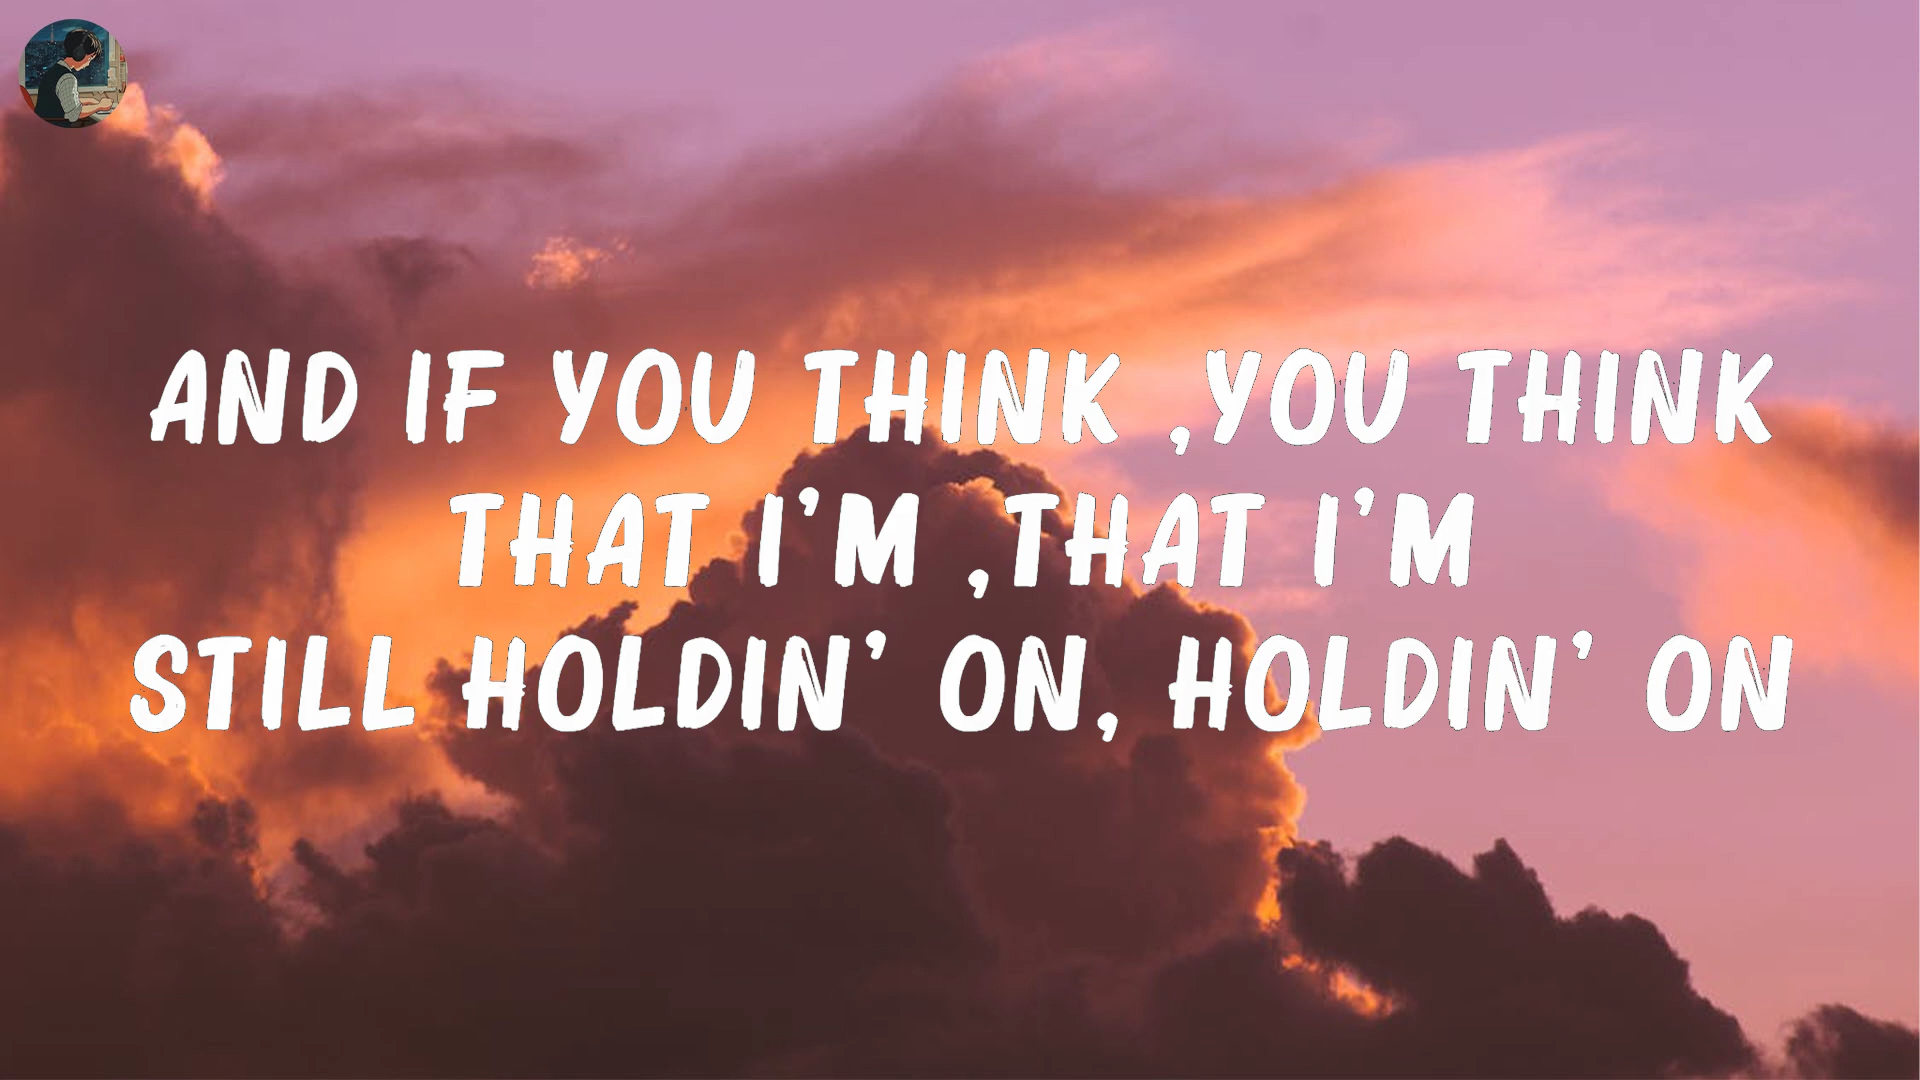 AND IF YOU THINK ,YOU THINK
THAT I'M ,THAT I'M
STILL HOLDIN' ON, HOLDIN' ON